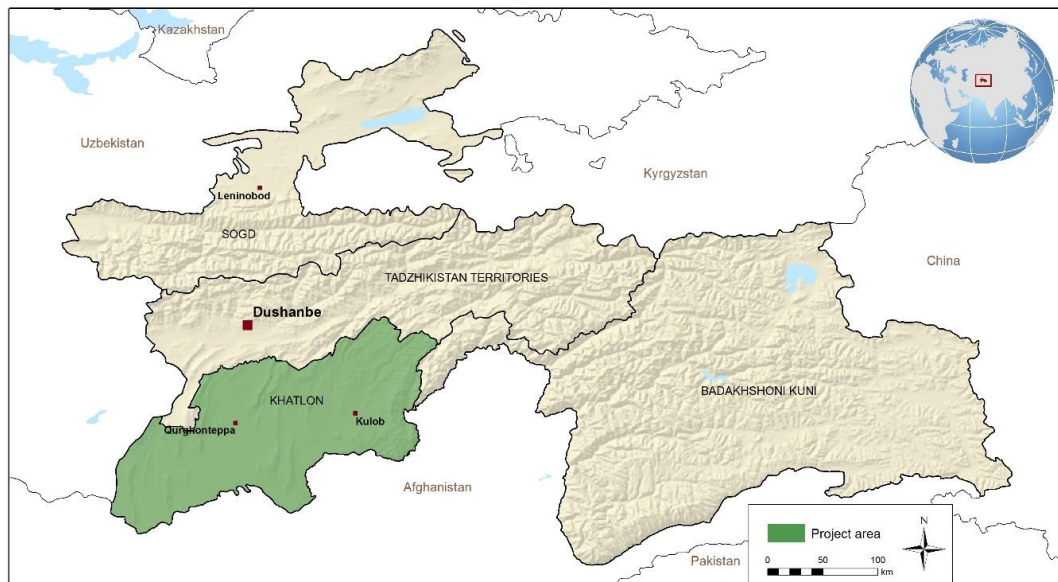 Kazakhstan
Uzbekistan
Kyrgyzstan
Leninobod
SOGD
China
TADZHIKISTAN TERRITORIES
Dushanbe
BADAKHSHONI KUNI
KHATLON
Kulob
Qurghonteppa
Afghanistan
Pakistan
Project area
N
0 50 100
km